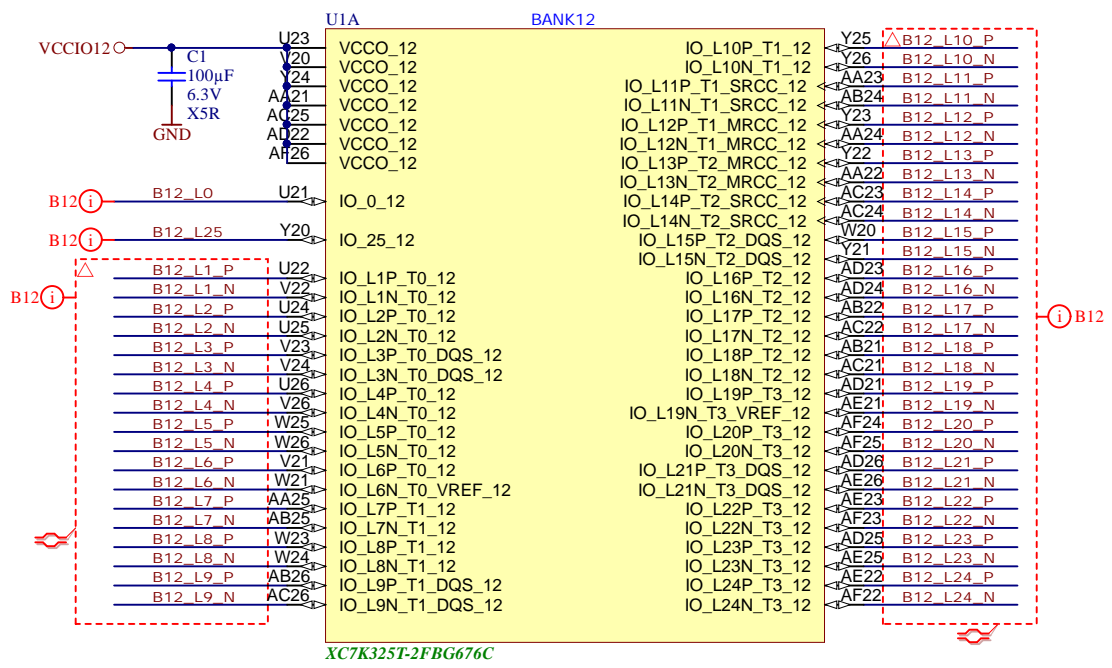 U1A
BANK12
VCCIO12
C1
100µF
6.3V
X5R
GND
U23 VCCO_12
V20 VCCO_12
Y24 VCCO_12
AA21 VCCO_12
AC25 VCCO_12
AD22 VCCO_12
AF26 VCCO_12
B12 i B12_L0 U21 IO_0_12
B12 i B12_L25 Y20 IO_25_12
B12 i
B12_L1_P U22 IO_L1P_T0_12
B12_L1_N V22 IO_L1N_T0_12
B12_L2_P U24 IO_L2P_T0_12
B12_L2_N U25 IO_L2N_T0_12
B12_L3_P V23 IO_L3P_T0_DQS_12
B12_L3_N V24 IO_L3N_T0_DQS_12
B12_L4_P U26 IO_L4P_T0_12
B12_L4_N V26 IO_L4N_T0_12
B12_L5_P W25 IO_L5P_T0_12
B12_L5_N W26 IO_L5N_T0_12
B12_L6_P V21 IO_L6P_T0_12
B12_L6_N W21 IO_L6N_T0_VREF_12
B12_L7_P AA25 IO_L7P_T1_12
B12_L7_N AB25 IO_L7N_T1_12
B12_L8_P W23 IO_L8P_T1_12
B12_L8_N W24 IO_L8N_T1_12
B12_L9_P AB26 IO_L9P_T1_DQS_12
B12_L9_N AC26 IO_L9N_T1_DQS_12
IO_L10P_T1_12 Y25 B12_L10_P
IO_L10N_T1_12 Y26 B12_L10_N
IO_L11P_T1_SRCC_12 AA23 B12_L11_P
IO_L11N_T1_SRCC_12 AB24 B12_L11_N
IO_L12P_T1_MRCC_12 Y23 B12_L12_P
IO_L12N_T1_MRCC_12 AA24 B12_L12_N
IO_L13P_T2_MRCC_12 Y22 B12_L13_P
IO_L13N_T2_MRCC_12 AA22 B12_L13_N
IO_L14P_T2_SRCC_12 AC23 B12_L14_P
IO_L14N_T2_SRCC_12 AC24 B12_L14_N
IO_L15P_T2_DQS_12 W20 B12_L15_P
IO_L15N_T2_DQS_12 Y21 B12_L15_N
IO_L16P_T2_12 AD23 B12_L16_P
IO_L16N_T2_12 AD24 B12_L16_N
IO_L17P_T2_12 AB22 B12_L17_P
IO_L17N_T2_12 AC22 B12_L17_N
IO_L18P_T2_12 AB21 B12_L18_P
IO_L18N_T2_12 AC21 B12_L18_N
IO_L19P_T3_12 AD21 B12_L19_P
IO_L19N_T3_VREF_12 AE21 B12_L19_N
IO_L20P_T3_12 AF24 B12_L20_P
IO_L20N_T3_12 AF25 B12_L20_N
IO_L21P_T3_DQS_12 AD26 B12_L21_P
IO_L21N_T3_DQS_12 AE26 B12_L21_N
IO_L22P_T3_12 AE23 B12_L22_P
IO_L22N_T3_12 AF23 B12_L22_N
IO_L23P_T3_12 AD25 B12_L23_P
IO_L23N_T3_12 AE25 B12_L23_N
IO_L24P_T3_12 AE22 B12_L24_P
IO_L24N_T3_12 AF22 B12_L24_N
i B12
XC7K325T-2FBG676C